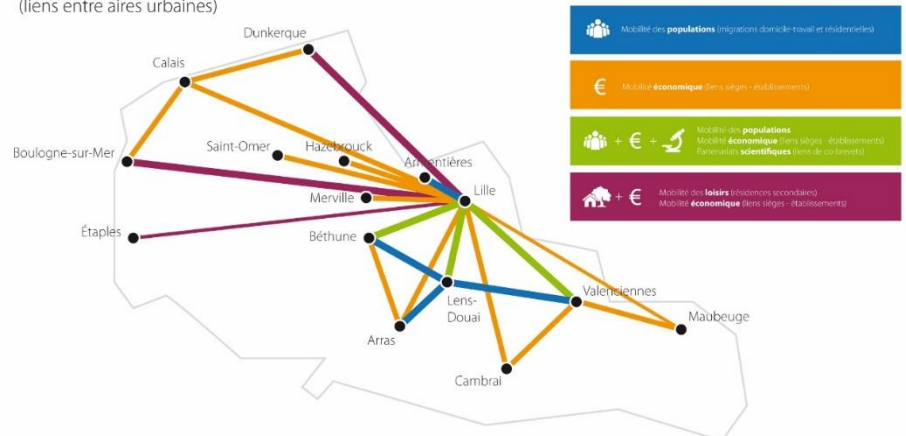 (liens entre aires urbaines)
Dunkerque
Calais
Boulogne-sur-Mer
Saint-Omer
Hazebrouck
Armentières
Lille
Merville
Étaples
Béthune
Lens-
Douai
Valenciennes
Arras
Maubeuge
Cambrai
Mobilité des populations (migrations domicile-travail et résidentielles)
€ Mobilité économique (liens sièges - établissements)
+ € +
Mobilité des populations
Mobilité économique (liens sièges - établissements)
Partenariats scientifiques (liens de co-brevets)
+ €
Mobilité des loisirs (résidences secondaires)
Mobilité économique (liens sièges - établissements)